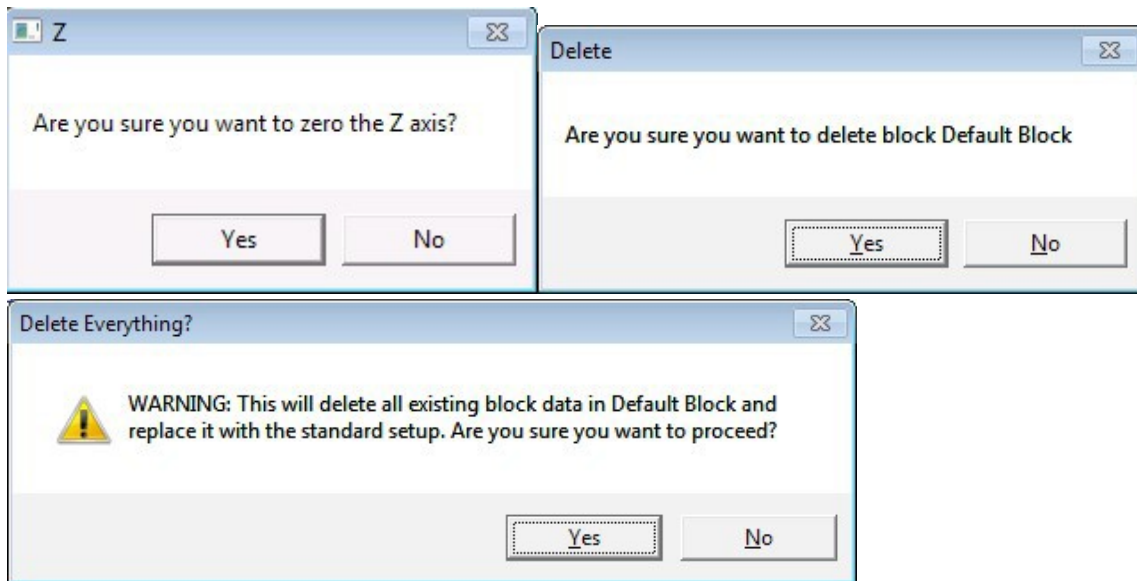 Z
Are you sure you want to zero the Z axis?
Yes No
Delete
Are you sure you want to delete block Default Block
Yes No
Delete Everything?
WARNING: This will delete all existing block data in Default Block and
replace it with the standard setup. Are you sure you want to proceed?
Yes No